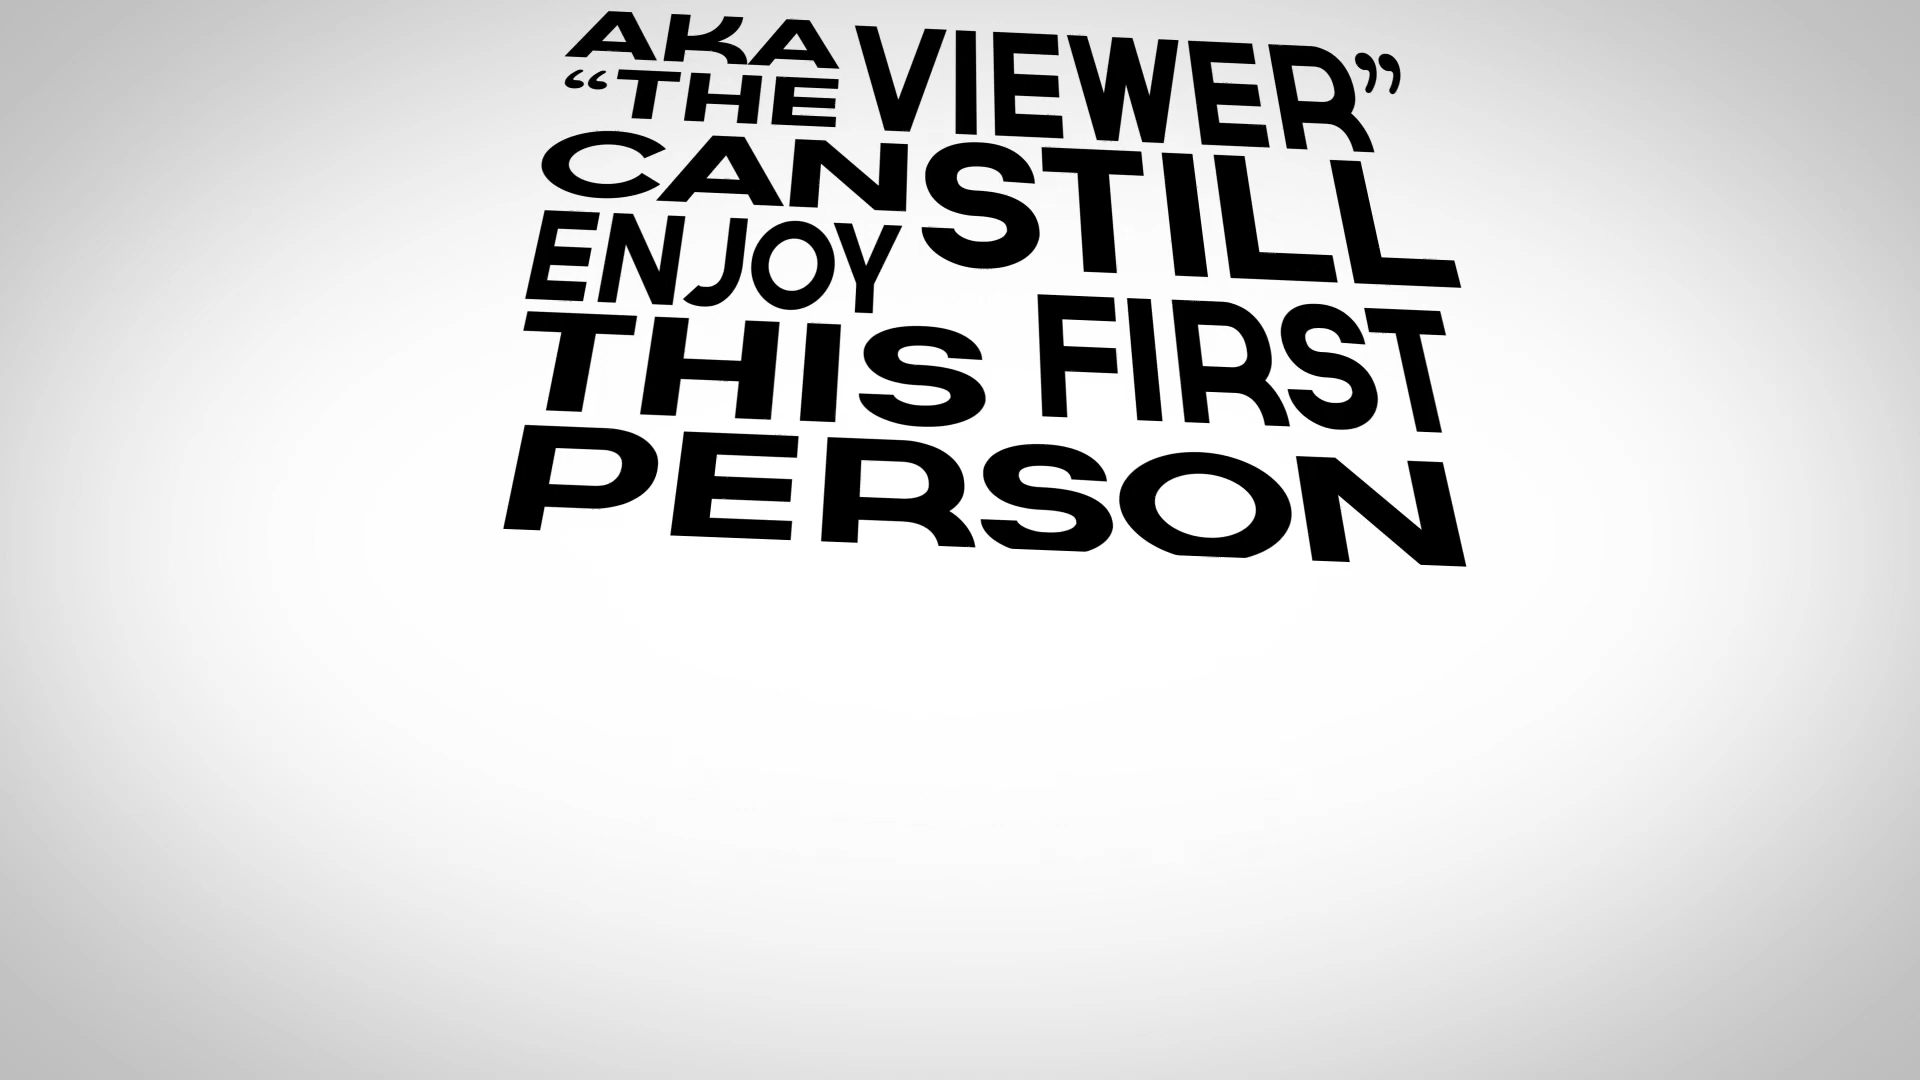 AKA
“THE VIEWER”
CAN STILL
ENJOY
THIS FIRST
PERSON